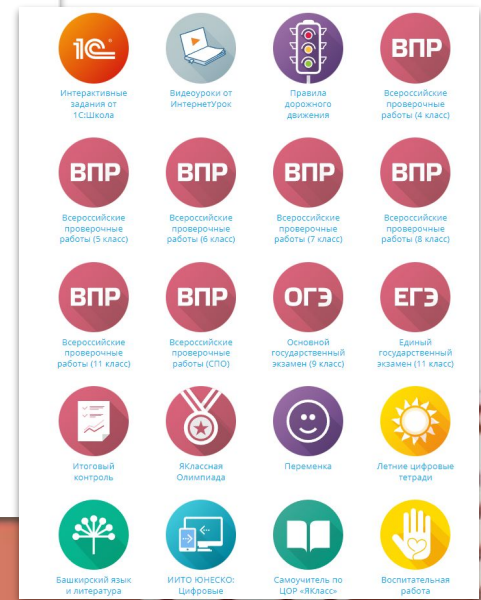 1С
ВПР
Интерактивные
задания от
1С:Школа
Видеоуроки от
ИнтернетУрок
Правила
дорожного
движения
Всероссийские
проверочные
работы (4 класс)
ВПР
ВПР
ВПР
ВПР
Всероссийские
проверочные
работы (5 класс)
Всероссийские
проверочные
работы (6 класс)
Всероссийские
проверочные
работы (7 класс)
Всероссийские
проверочные
работы (8 класс)
ВПР
ВПР
ОГЭ
ЕГЭ
Всероссийские
проверочные
работы (11 класс)
Всероссийские
проверочные
работы (СПО)
Основной
государственный
экзамен (9 класс)
Единый
государственный
экзамен (11 класс)
Итоговый
контроль
ЯКлассная
Олимпиада
Переменка
Летние цифровые
тетради
Башкирский язык
и литература
ИИТО ЮНЕСКО:
Цифровые
Самоучитель по
ЦОР «ЯКласс»
Воспитательная
работа